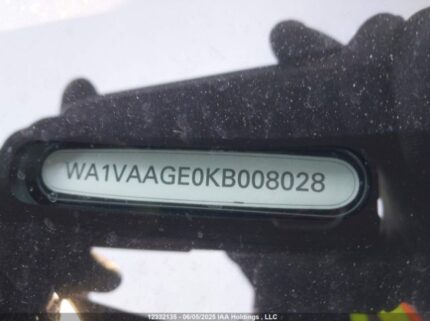 WA1VAAGE0KB008028
12332135 - 06/05/2025 IAA Holdings , LLC